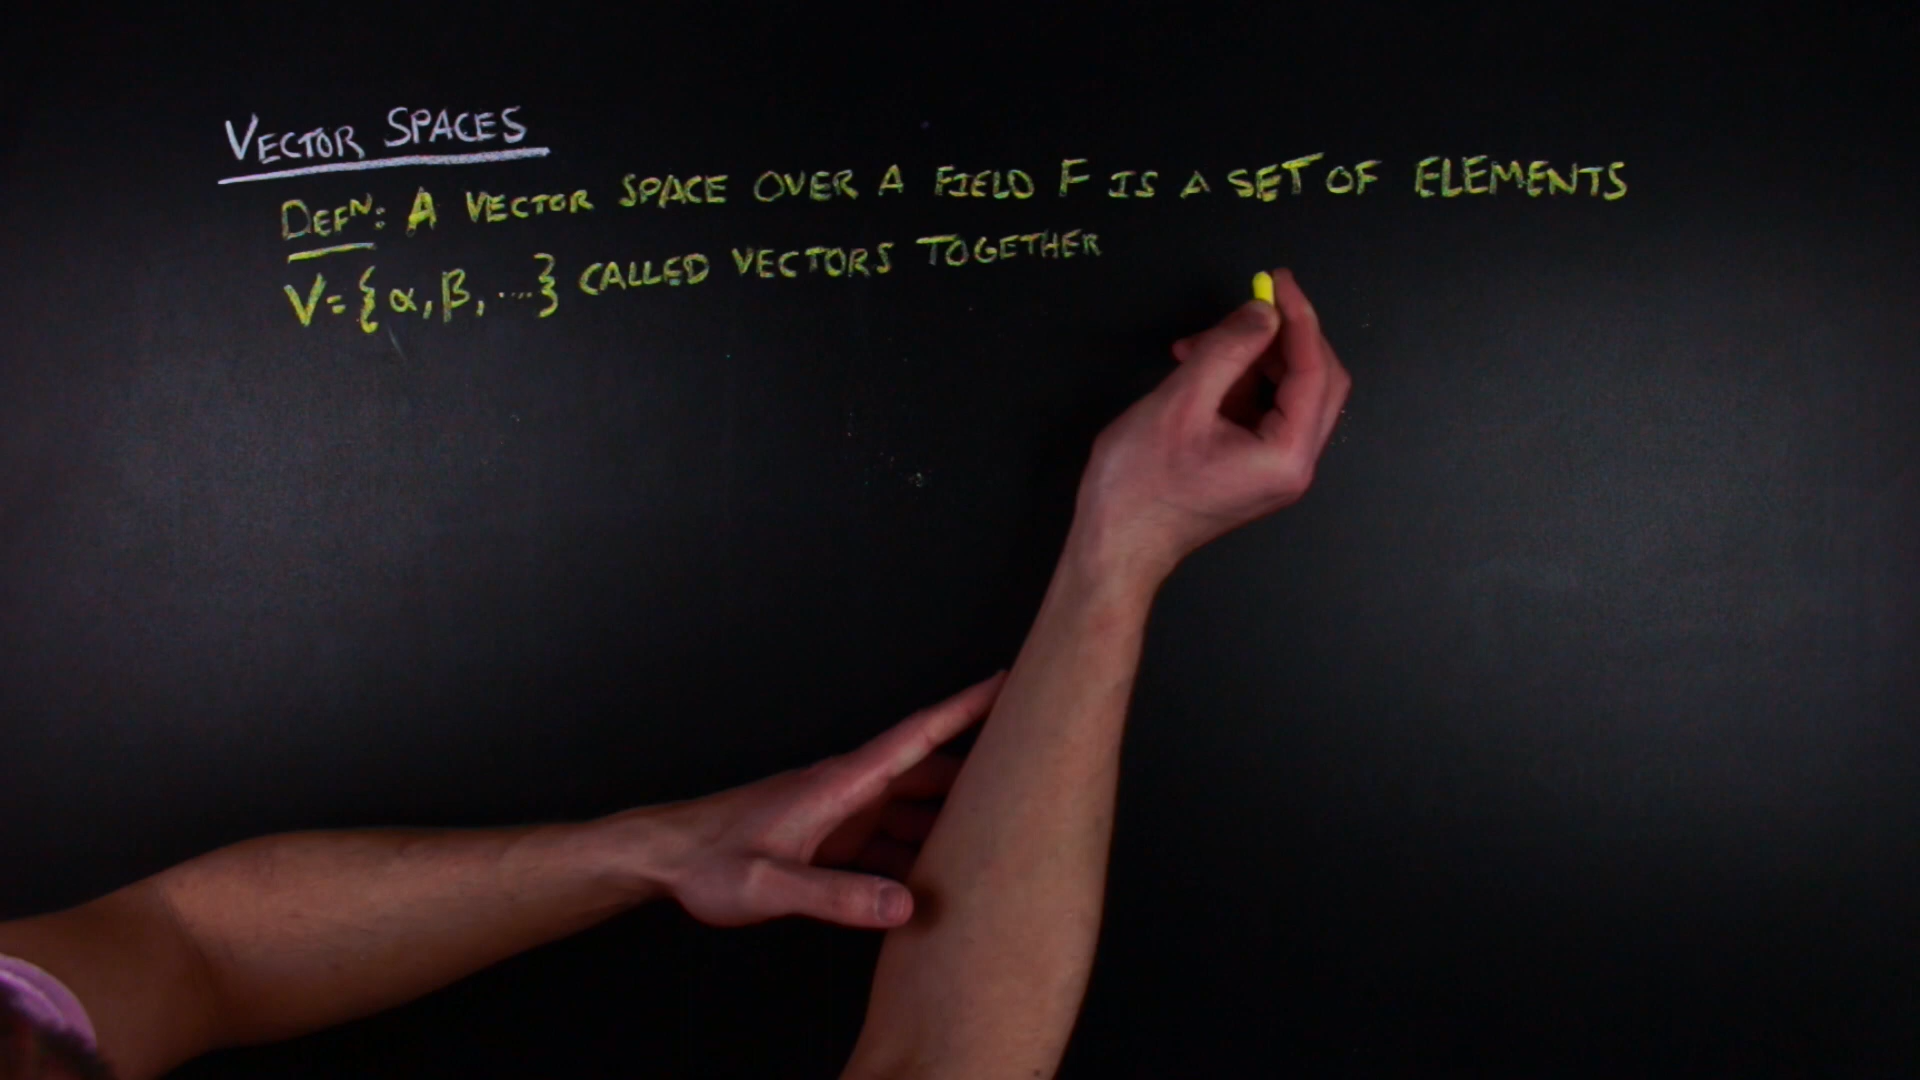 VECTOR SPACES
DEFN: A VECTOR SPACE OVER A FIELD F IS A SET OF ELEMENTS
V={α, β, ....} CALLED VECTORS TOGETHER